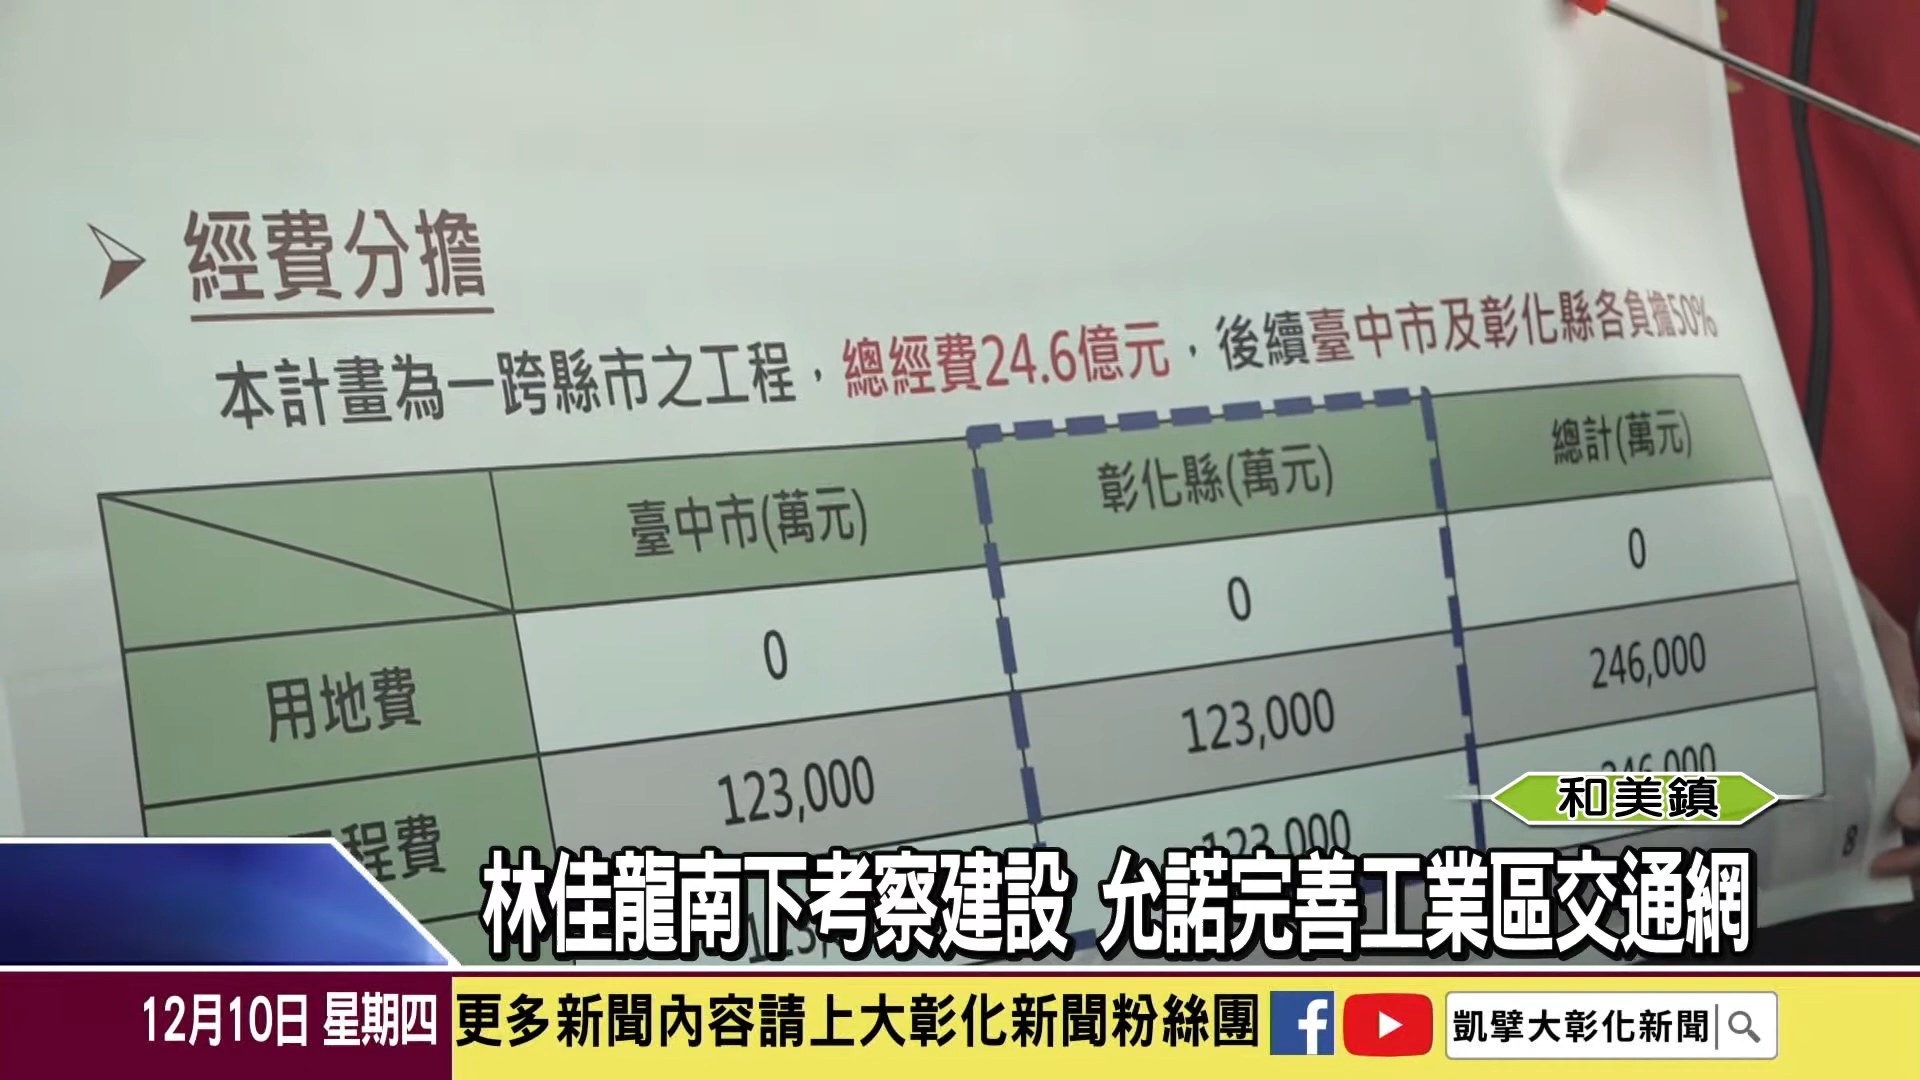 經費分擔
本計畫為一跨縣市之工程，總經費24.6億元，後續臺中市及彰化縣各負擔50%
臺中市(萬元) 彰化縣(萬元) 總計(萬元)
用地費 0 0 0
程費 123,000 123,000 246,000
123,000 246,000
8
和美鎮
林佳龍南下考察建設 允諾完善工業區交通網
12月10日 星期四 更多新聞內容請上大彰化新聞粉絲團 f 凱擘大彰化新聞